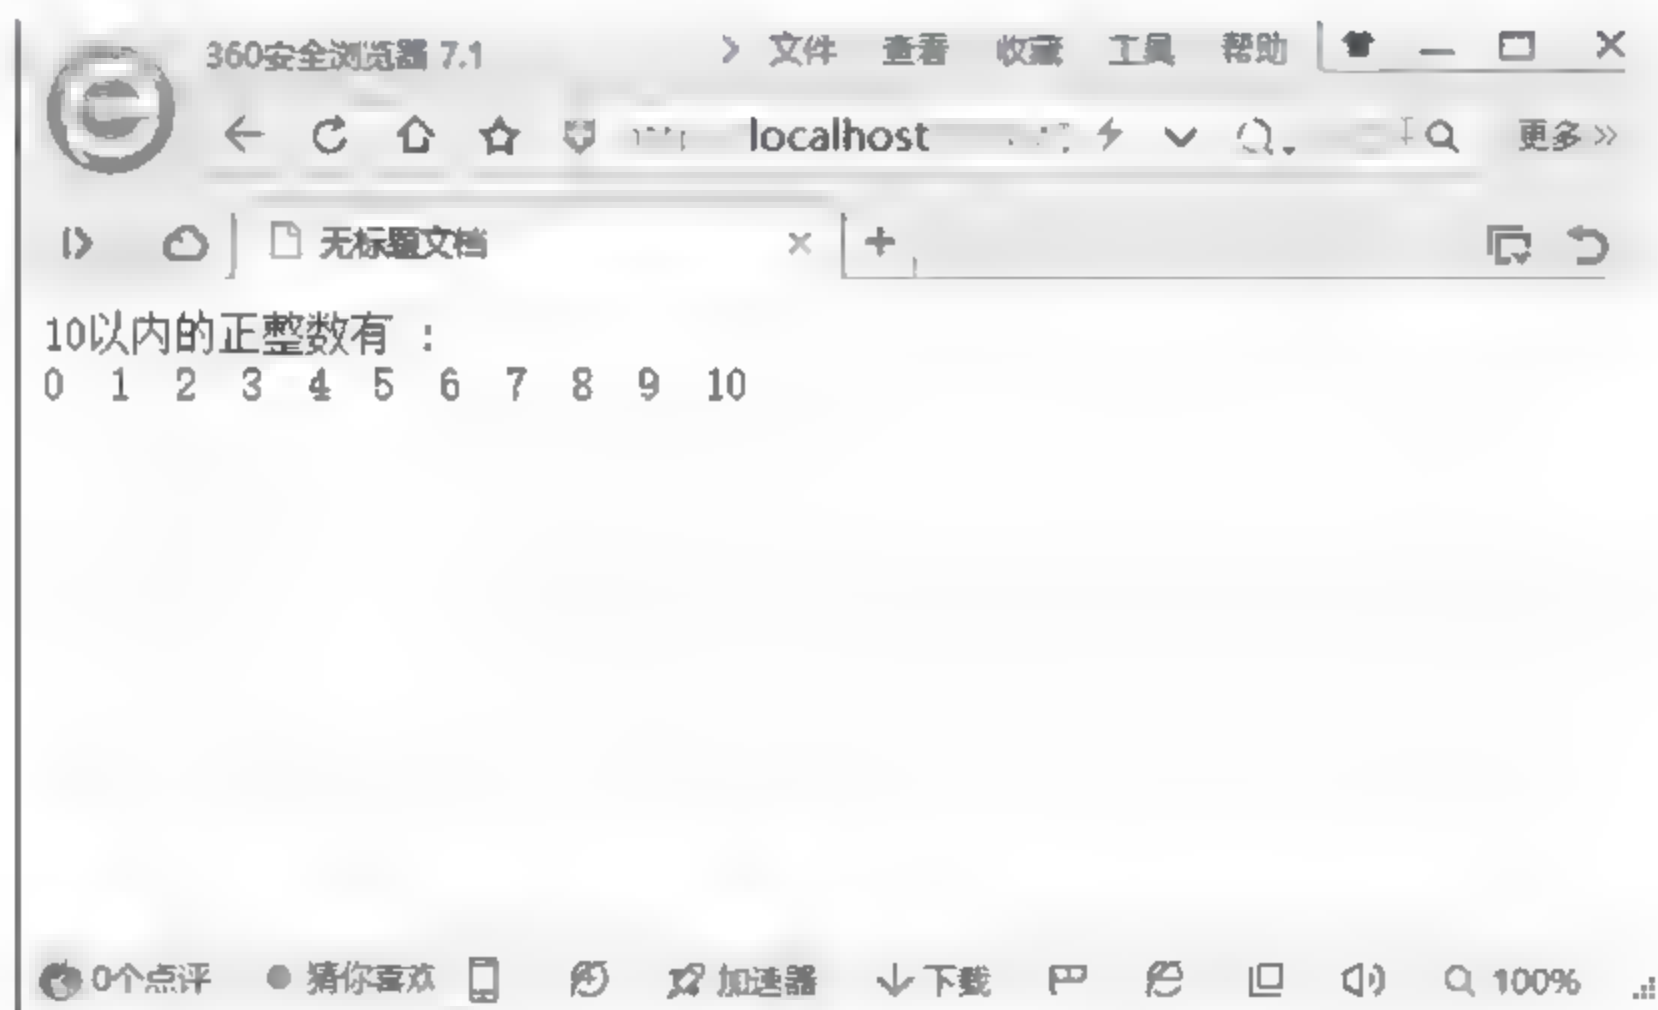 360安全浏览器 7.1 文件 查看 收藏 工具 帮助
localhost 更多 »
无标题文档
10以内的正整数有 :
0 1 2 3 4 5 6 7 8 9 10
0个点评 猜你喜欢 加速器 下载 100%